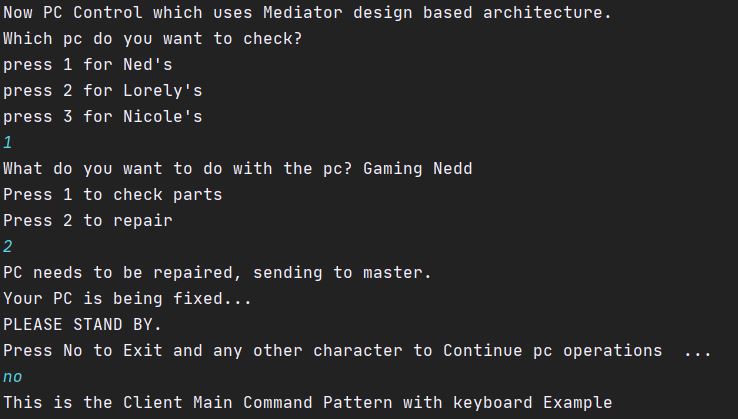 Now PC Control which uses Mediator design based architecture.
Which pc do you want to check?
press 1 for Ned's
press 2 for Lorely's
press 3 for Nicole's
1
What do you want to do with the pc? Gaming Nedd
Press 1 to check parts
Press 2 to repair
2
PC needs to be repaired, sending to master.
Your PC is being fixed...
PLEASE STAND BY.
Press No to Exit and any other character to Continue pc operations  ...
no
This is the Client Main Command Pattern with keyboard Example